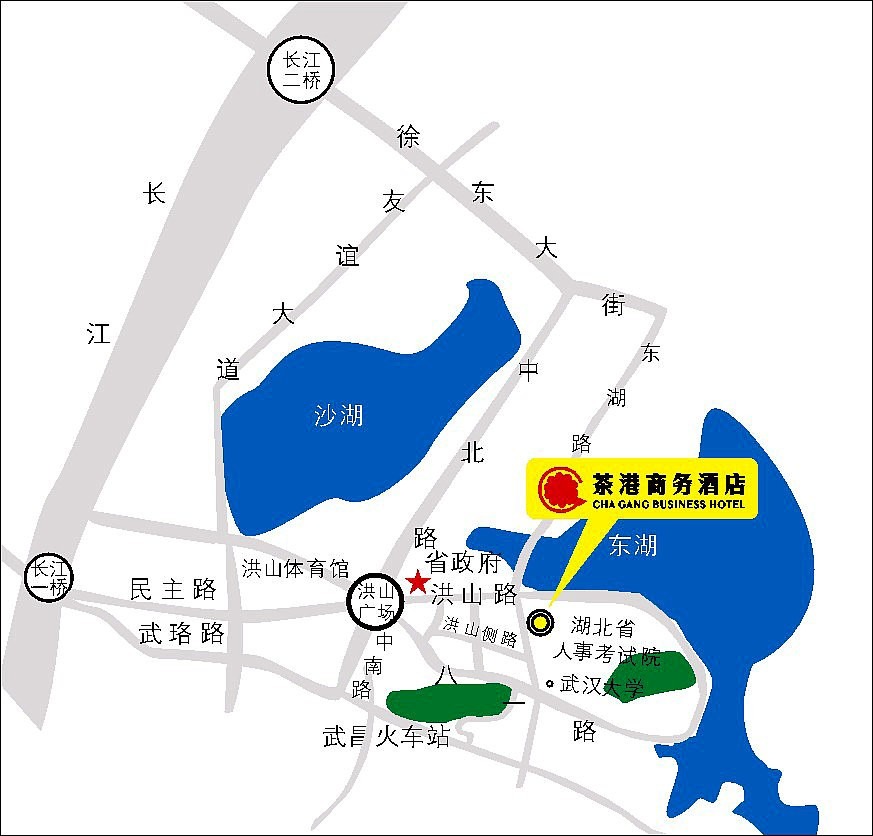 长江
二桥
徐东大街
长江
友谊大道
东湖路
中北路
沙湖
茶港商务酒店
CHA GANG BUSINESS HOTEL
东湖
省政府
洪山体育馆
长江
一桥
民主路
洪山
广场
洪山路
武珞路
洪山侧路
湖北省
人事考试院
中南路
武汉大学
八一路
武昌火车站